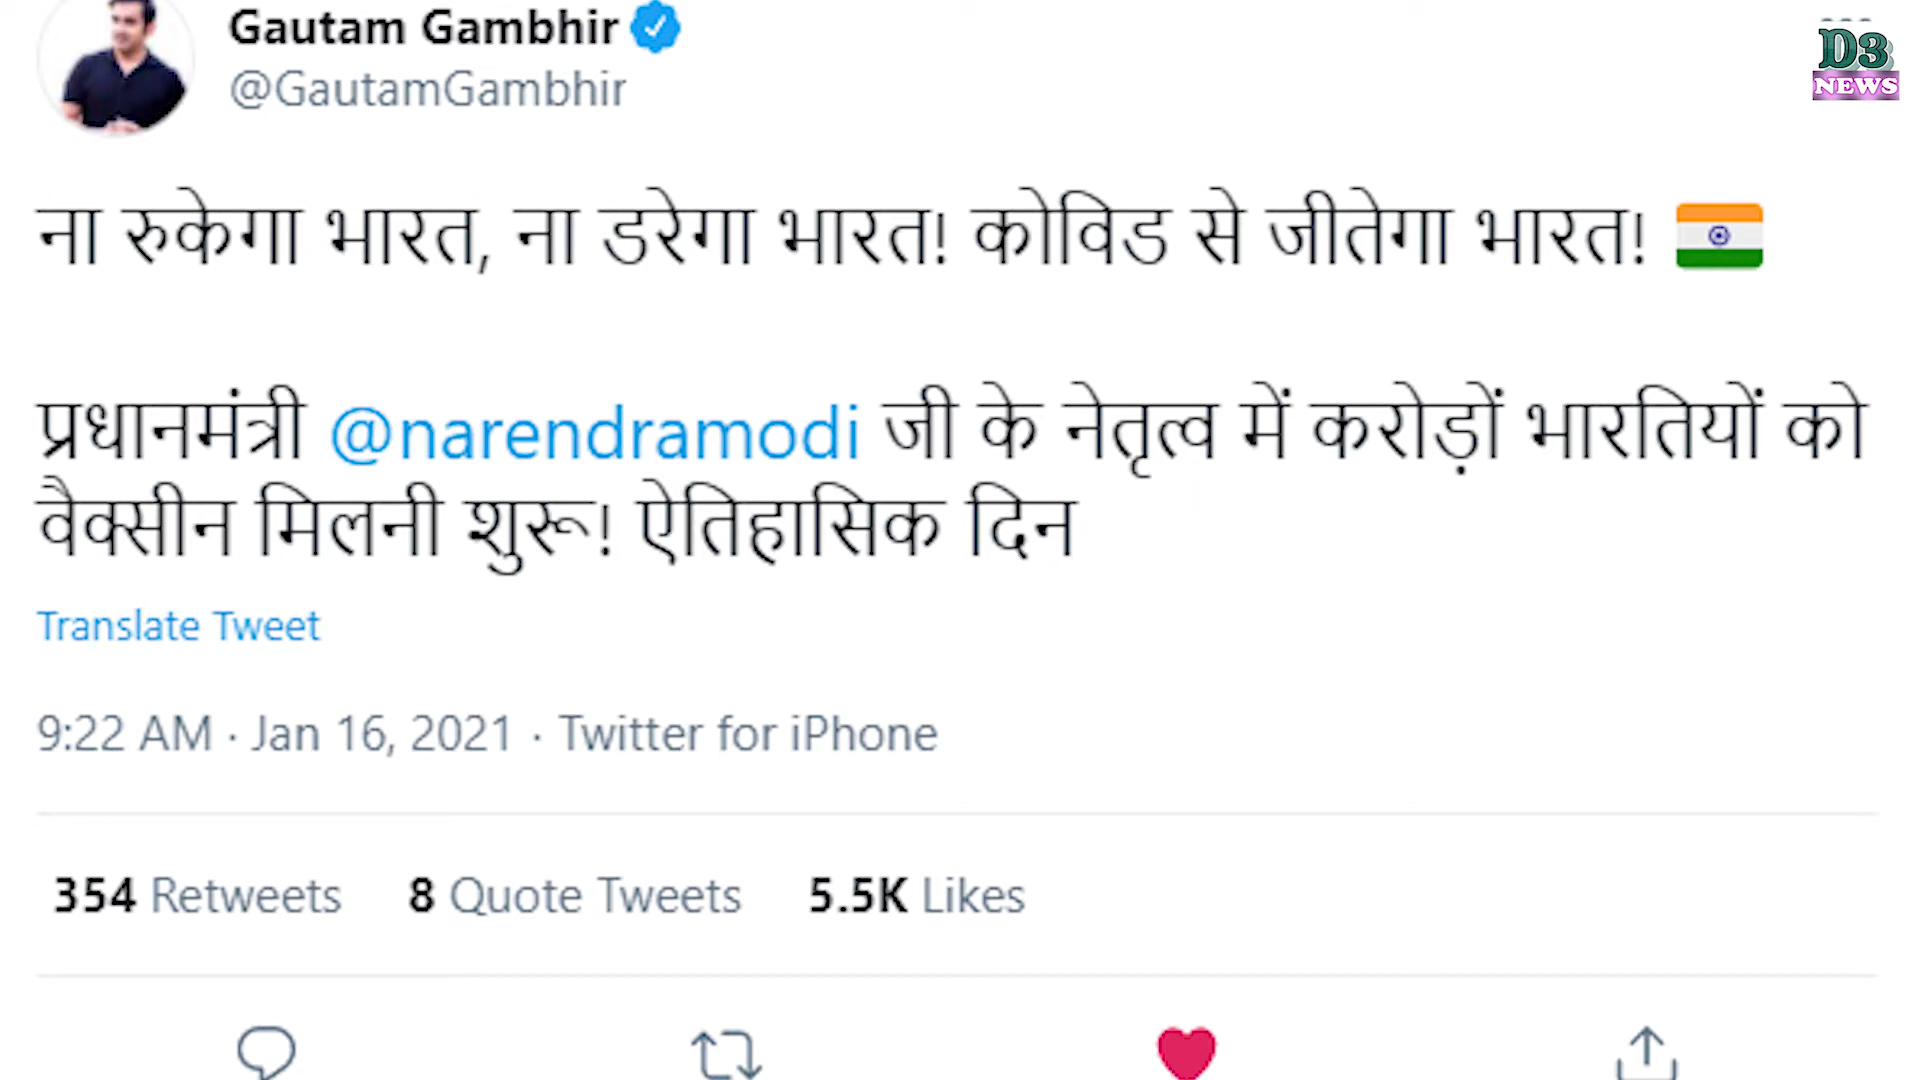 Gautam Gambhir
@GautamGambhir
D3
NEWS
ना रुकेगा भारत, ना डरेगा भारत! कोविड से जीतेगा भारत!
प्रधानमंत्री @narendramodi जी के नेतृत्व में करोड़ों भारतियों को
वैक्सीन मिलनी शुरू! ऐतिहासिक दिन
Translate Tweet
9:22 AM · Jan 16, 2021 · Twitter for iPhone
354 Retweets 8 Quote Tweets 5.5K Likes